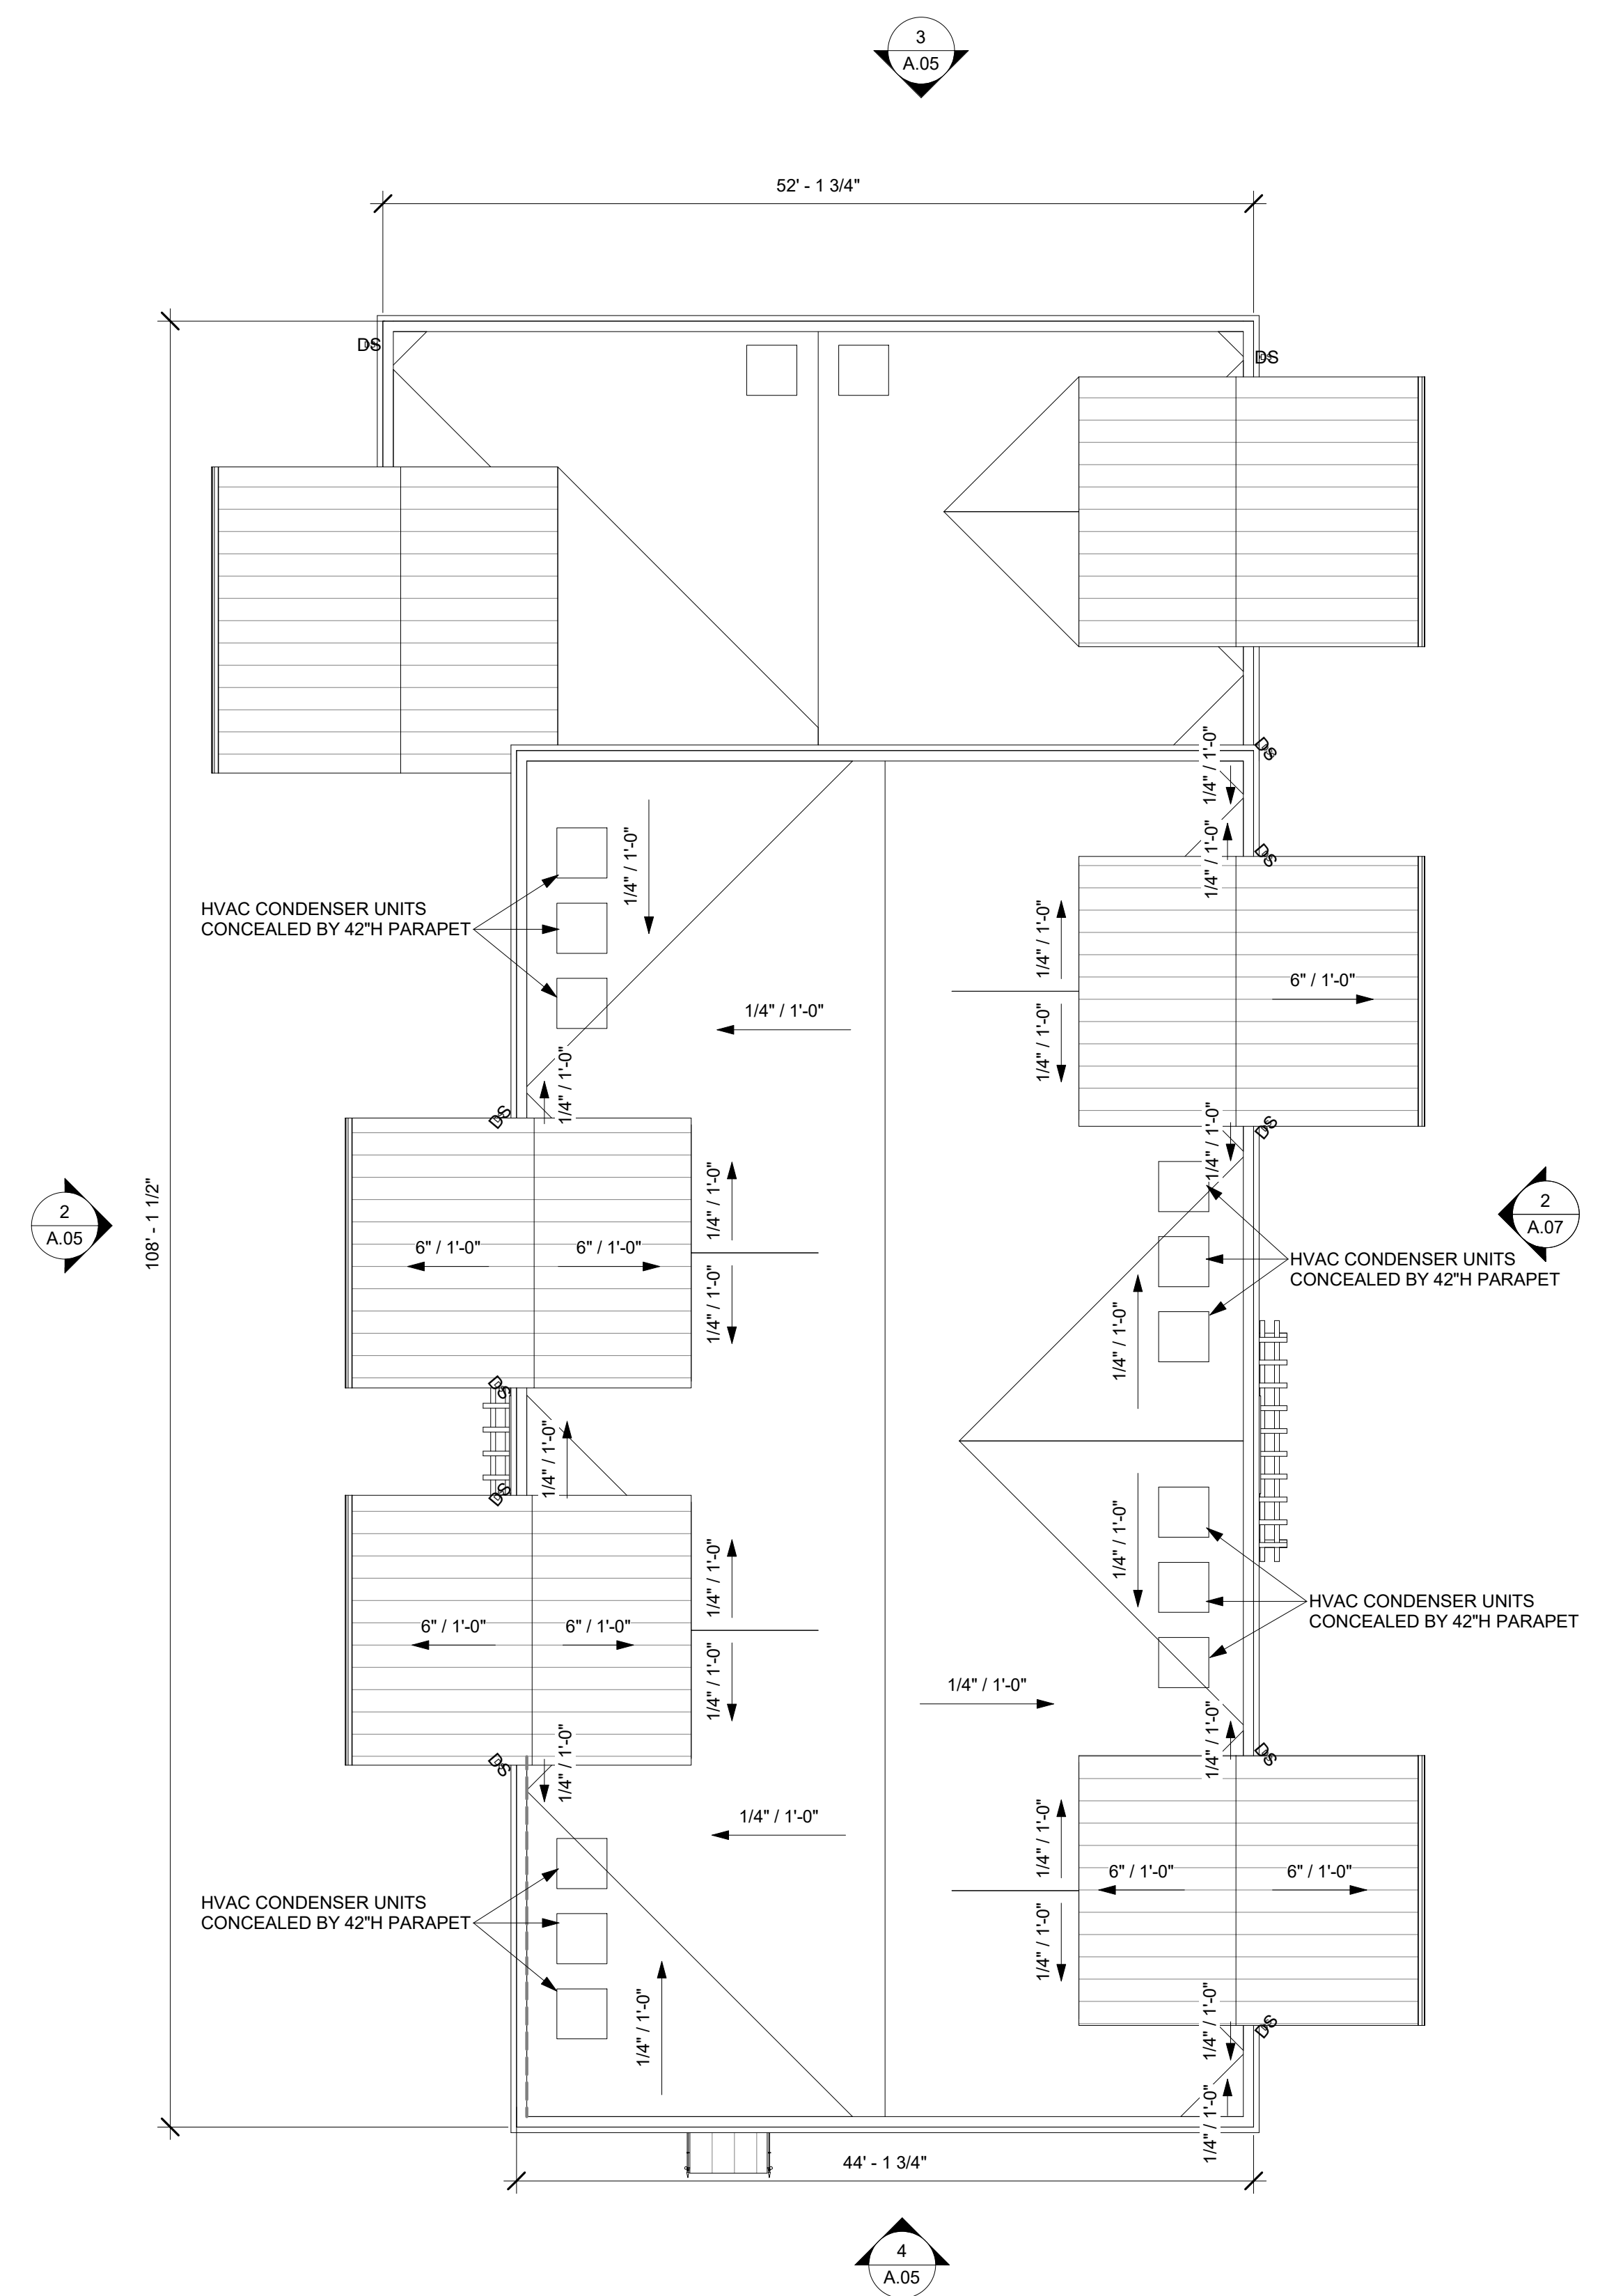 3
A.05
52' - 1 3/4"
DS
DS
DS
1/4" / 1'-0"
1/4" / 1'-0"
1/4" / 1'-0"
DS
HVAC CONDENSER UNITS
CONCEALED BY 42"H PARAPET
1/4" / 1'-0"
6" / 1'-0"
1/4" / 1'-0"
1/4" / 1'-0"
1/4" / 1'-0"
DS
1/4" / 1'-0"
DS
1/4" / 1'-0"
2
A.05
108' - 1 1/2"
2
A.07
6" / 1'-0"
6" / 1'-0"
1/4" / 1'-0"
HVAC CONDENSER UNITS
CONCEALED BY 42"H PARAPET
1/4" / 1'-0"
DS
1/4" / 1'-0"
DS
1/4" / 1'-0"
1/4" / 1'-0"
1/4" / 1'-0"
HVAC CONDENSER UNITS
CONCEALED BY 42"H PARAPET
6" / 1'-0"
6" / 1'-0"
1/4" / 1'-0"
1/4" / 1'-0"
DS
1/4" / 1'-0"
1/4" / 1'-0"
DS
1/4" / 1'-0"
1/4" / 1'-0"
6" / 1'-0"
6" / 1'-0"
HVAC CONDENSER UNITS
CONCEALED BY 42"H PARAPET
1/4" / 1'-0"
1/4" / 1'-0"
1/4" / 1'-0"
DS
1/4" / 1'-0"
44' - 1 3/4"
4
A.05